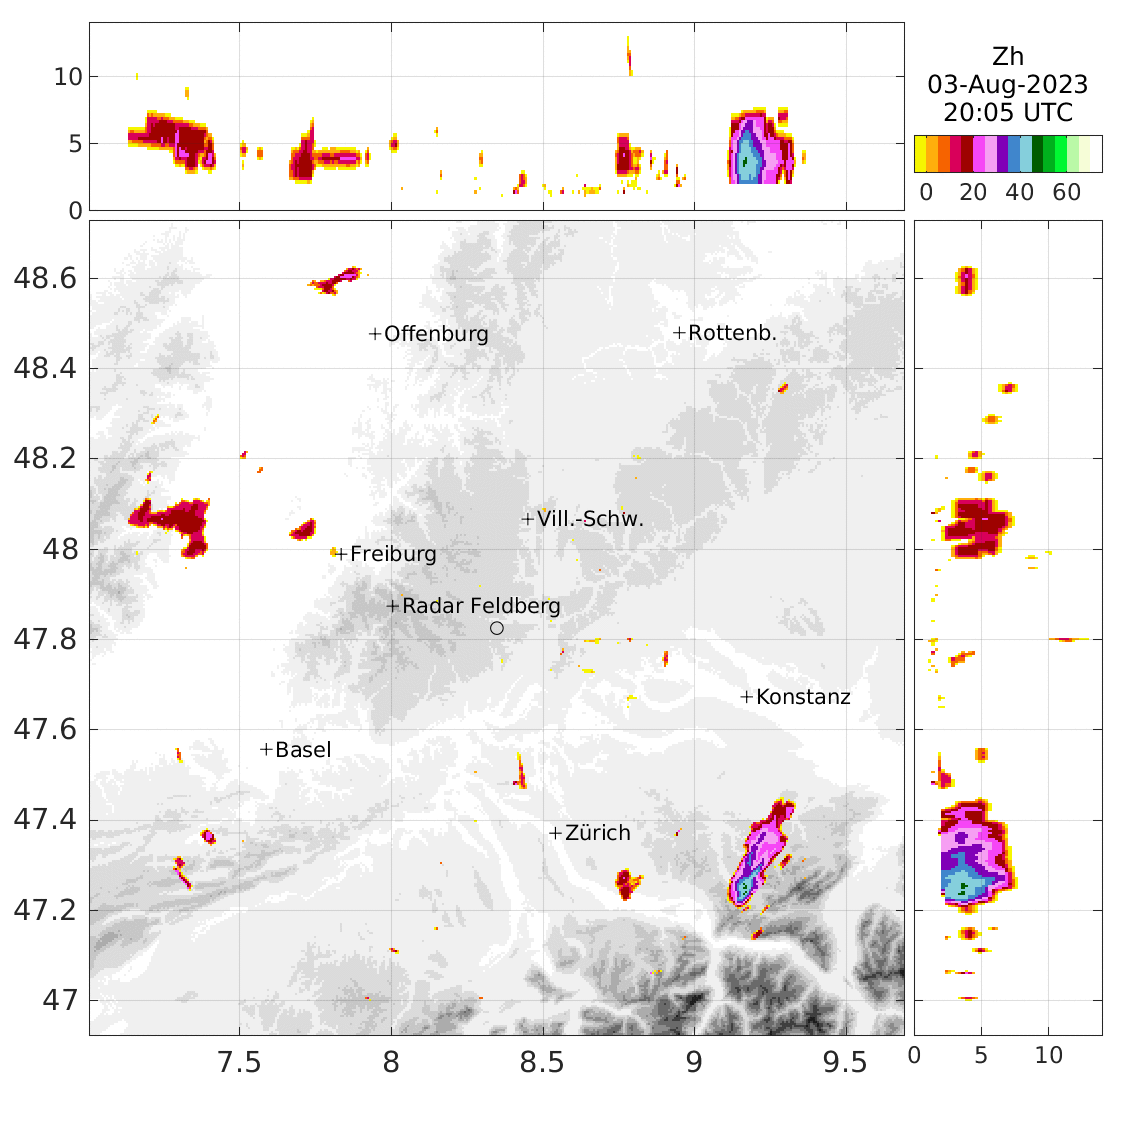 10
5
0
Zh
03-Aug-2023
20:05 UTC
0 20 40 60
48.6
48.4
48.2
48
47.8
47.6
47.4
47.2
47
Offenburg
Rottenb.
Vill.-Schw.
Freiburg
Radar Feldberg
Konstanz
Basel
Zürich
7.5 8 8.5 9 9.5
0 5 10